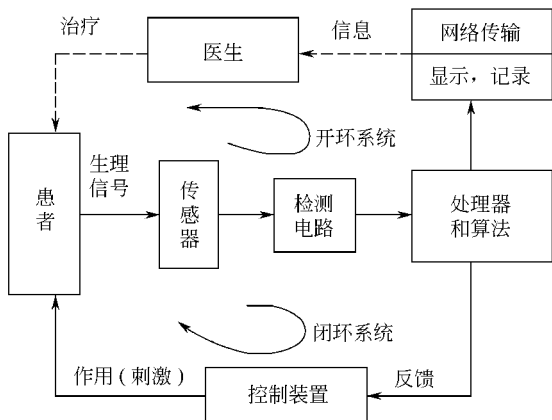 治疗
医生
信息
网络传输
显示，记录
开环系统
患者
生理
信号
传感器
检测
电路
处理器
和算法
闭环系统
作用(刺激)
控制装置
反馈